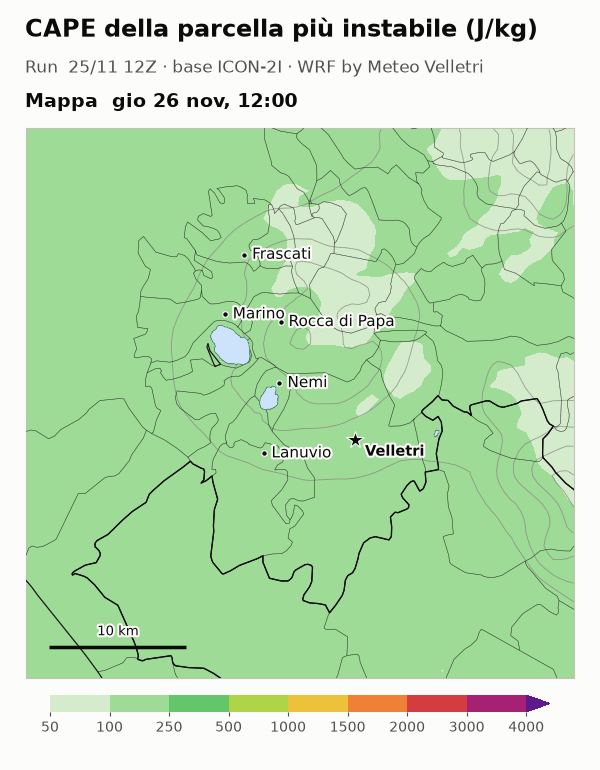 CAPE della parcella più instabile (J/kg)
Run  25/11 12Z · base ICON-2I · WRF by Meteo Velletri
Mappa  gio 26 nov, 12:00
Frascati
Marino
Rocca di Papa
Nemi
Velletri
Lanuvio
10 km
50 100 250 500 1000 1500 2000 3000 4000